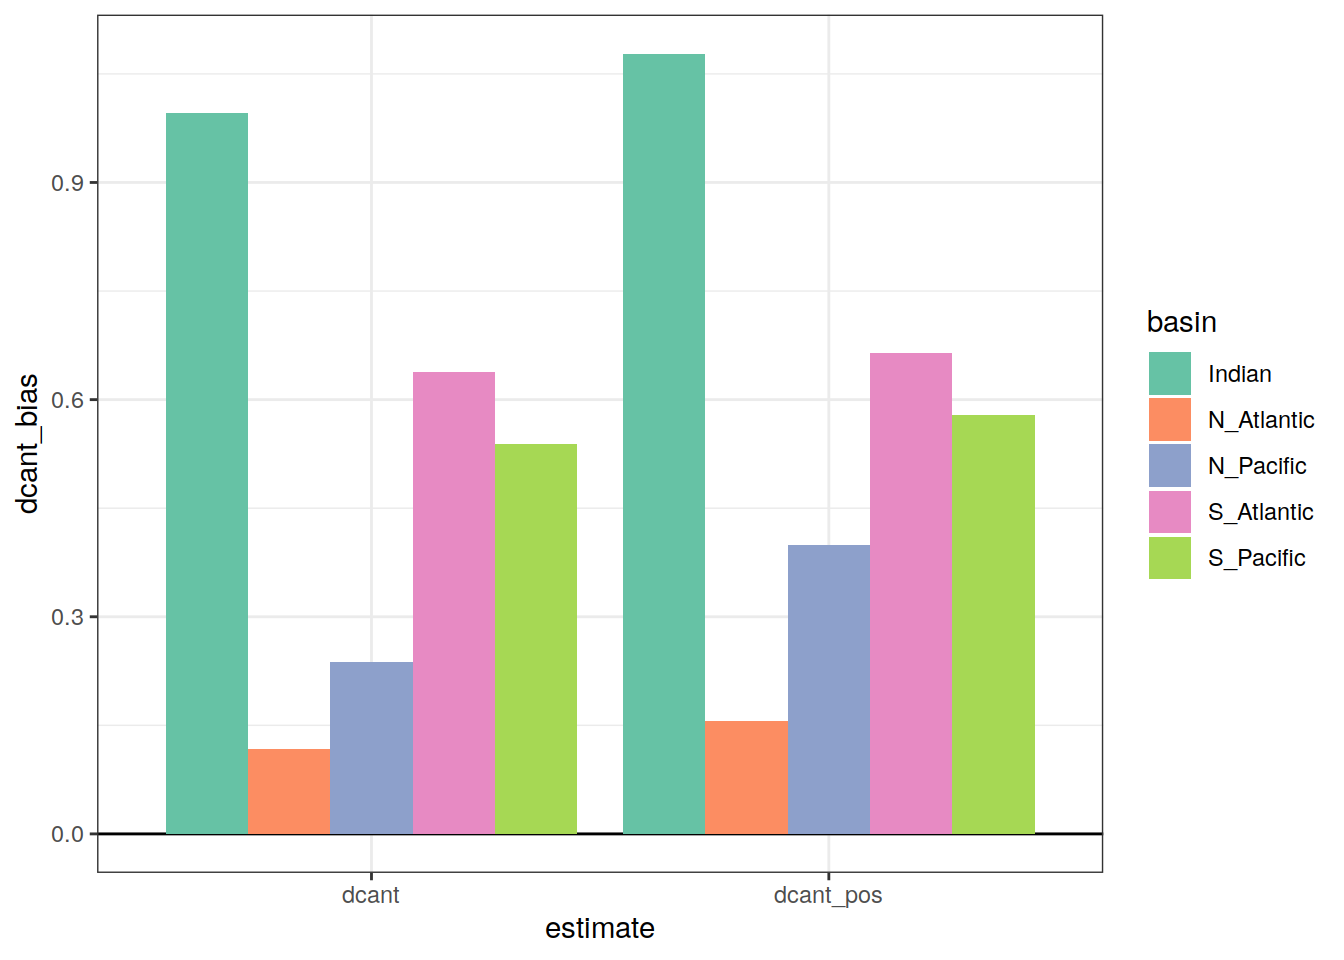 dcant_bias
0.9
0.6
0.3
0.0
dcant
dcant_pos
estimate
basin
Indian
N_Atlantic
N_Pacific
S_Atlantic
S_Pacific